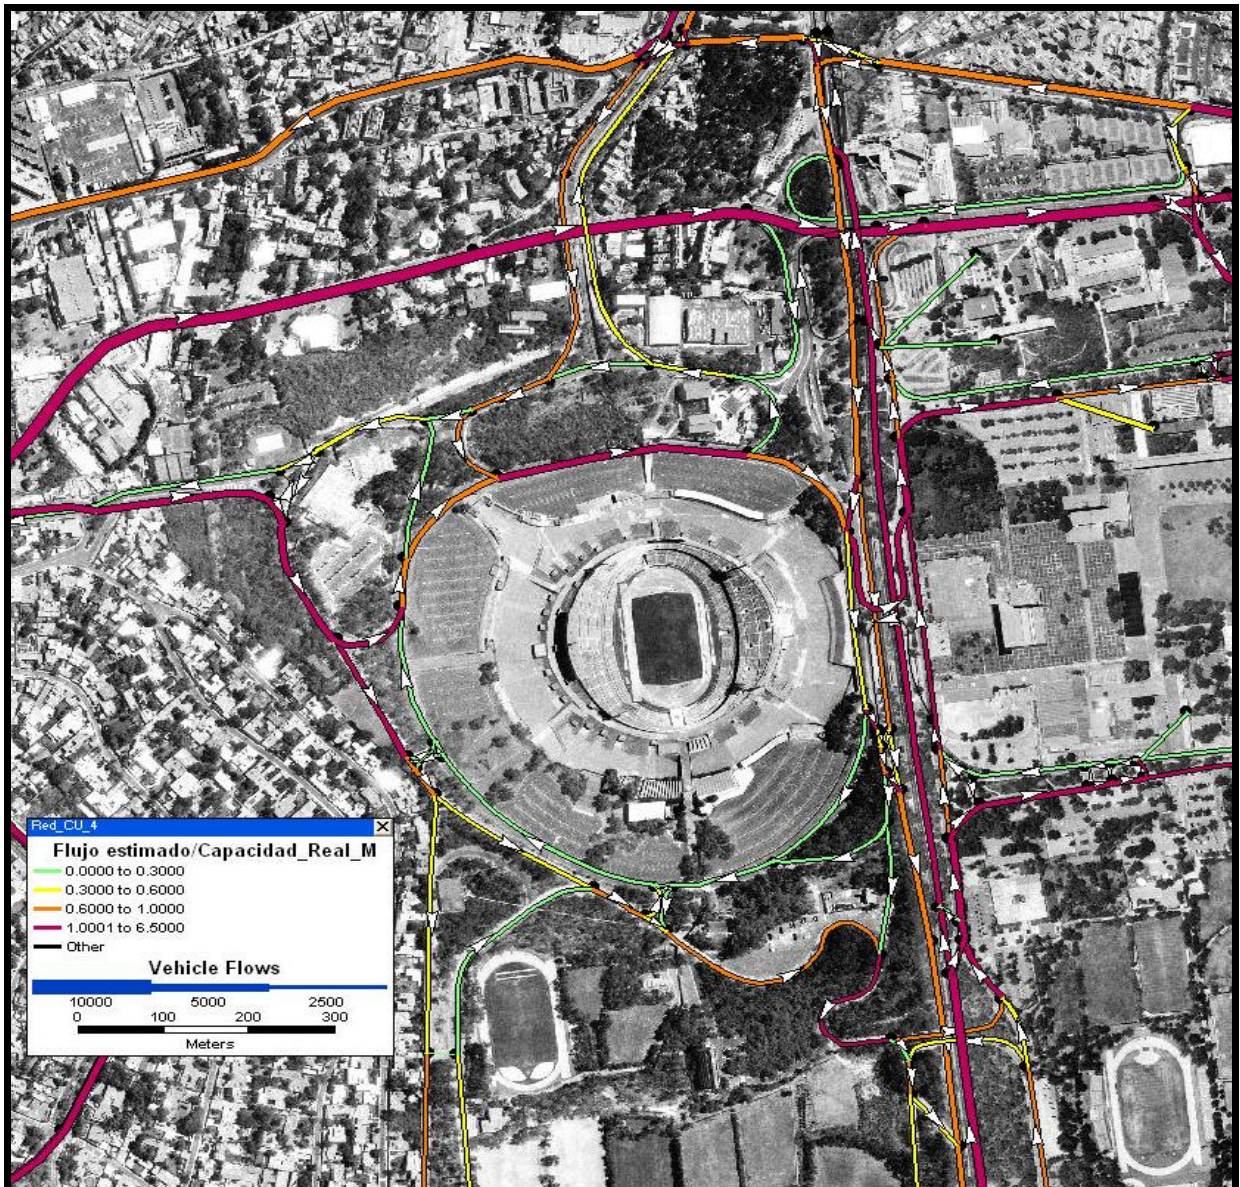 Red_CU_4
Flujo estimado/Capacidad_Real_M
0.0000 to 0.3000
0.3000 to 0.6000
0.6000 to 1.0000
1.0001 to 6.5000
Other
Vehicle Flows
10000 5000 2500
0 100 200 300
Meters